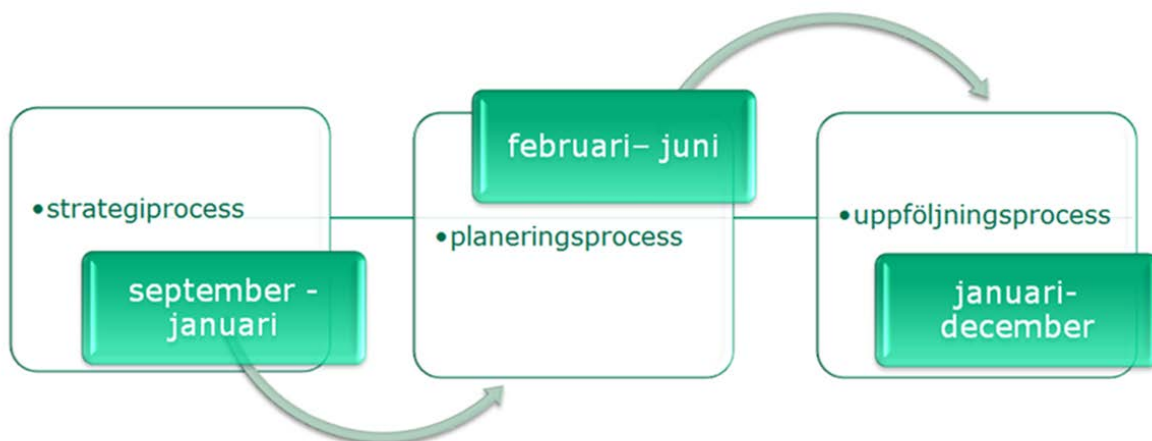 •strategiprocess
september -
januari
februari– juni
•planeringsprocess
•uppföljningsprocess
januari-
december